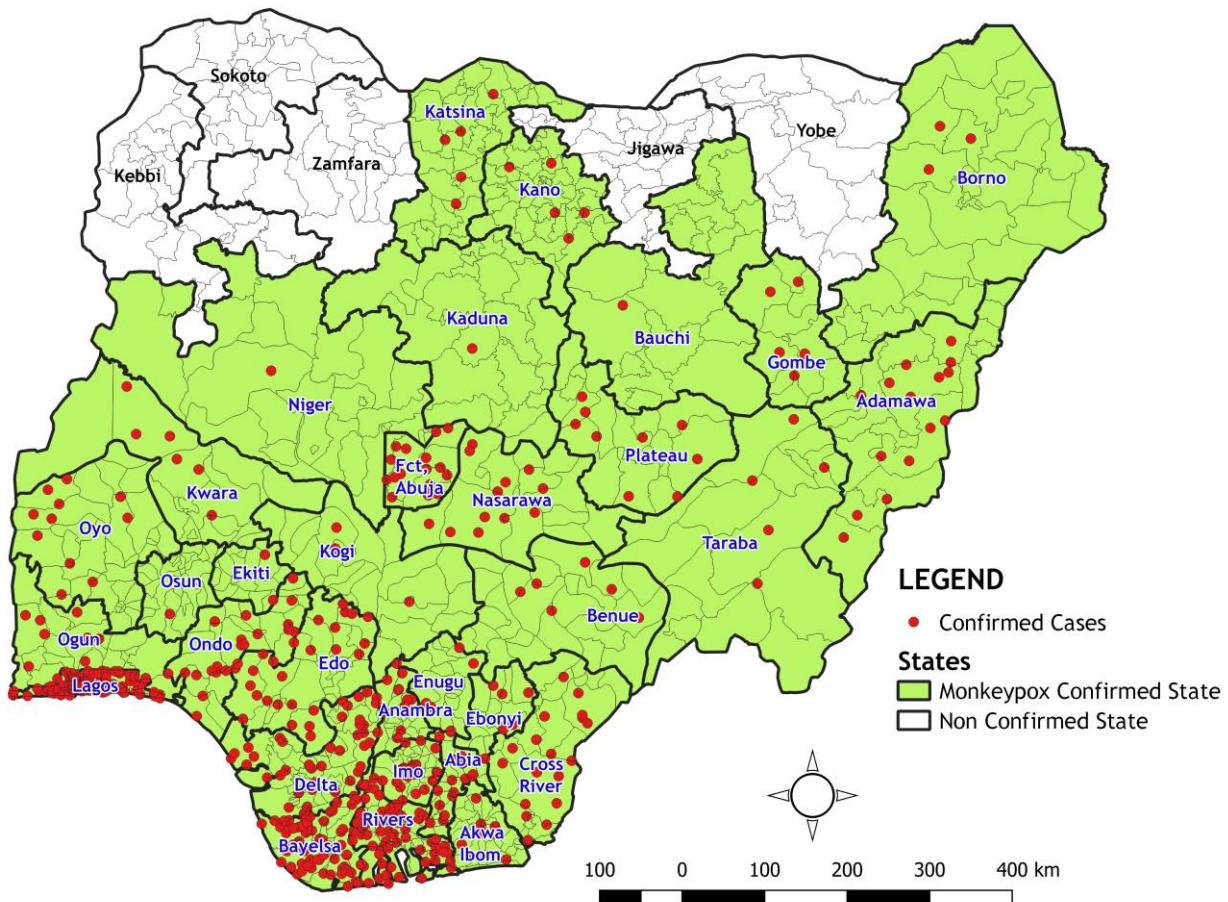 Sokoto
Katsina
Yobe
Kebbi
Zamfara
Jigawa
Kano
Borno
Kaduna
Bauchi
Gombe
Niger
Adamawa
Fct,
Abuja
Plateau
Kwara
Nasarawa
Oyo
Kogi
Taraba
Osun
Ekiti
Benue
Ogun
Ondo
Edo
Lagos
Enugu
Anambra
Ebonyi
Abia
Cross
River
Imo
Delta
Rivers
Akwa
Ibom
Bayelsa
LEGEND
Confirmed Cases
States
Monkeypox Confirmed State
Non Confirmed State
100 0 100 200 300 400 km